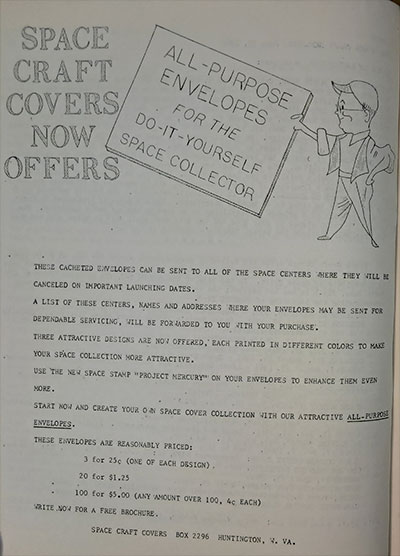 SPACE
CRAFT
COVERS
NOW
OFFERS
ALL-PURPOSE
ENVELOPES
FOR THE
DO-IT-YOURSELF
SPACE COLLECTOR
THESE CACHETED ENVELOPES CAN BE SENT TO ALL OF THE SPACE CENTERS WHERE THEY WILL BE
CANCELED ON IMPORTANT LAUNCHING DATES.
A LIST OF THESE CENTERS, NAMES AND ADDRESSES WHERE YOUR ENVELOPES MAY BE SENT FOR
DEPENDABLE SERVICING, WILL BE FORWARDED TO YOU WITH YOUR PURCHASE.
THREE ATTRACTIVE DESIGNS ARE NOW OFFERED, EACH PRINTED IN DIFFERENT COLORS TO MAKE
YOUR SPACE COLLECTION MORE ATTRACTIVE.
USE THE NEW SPACE STAMP "PROJECT MERCURY" ON YOUR ENVELOPES TO ENHANCE THEM EVEN
MORE.
START NOW AND CREATE YOUR OWN SPACE COVER COLLECTION WITH OUR ATTRACTIVE ALL-PURPOSE
ENVELOPES.
THESE ENVELOPES ARE REASONABLY PRICED:
3 for 25¢ (ONE OF EACH DESIGN)
20 for $1.25
100 for $5.00 (ANY AMOUNT OVER 100, 4¢ EACH)
WRITE NOW FOR A FREE BROCHURE.
SPACE CRAFT COVERS BOX 2296 HUNTINGTON, W. VA.